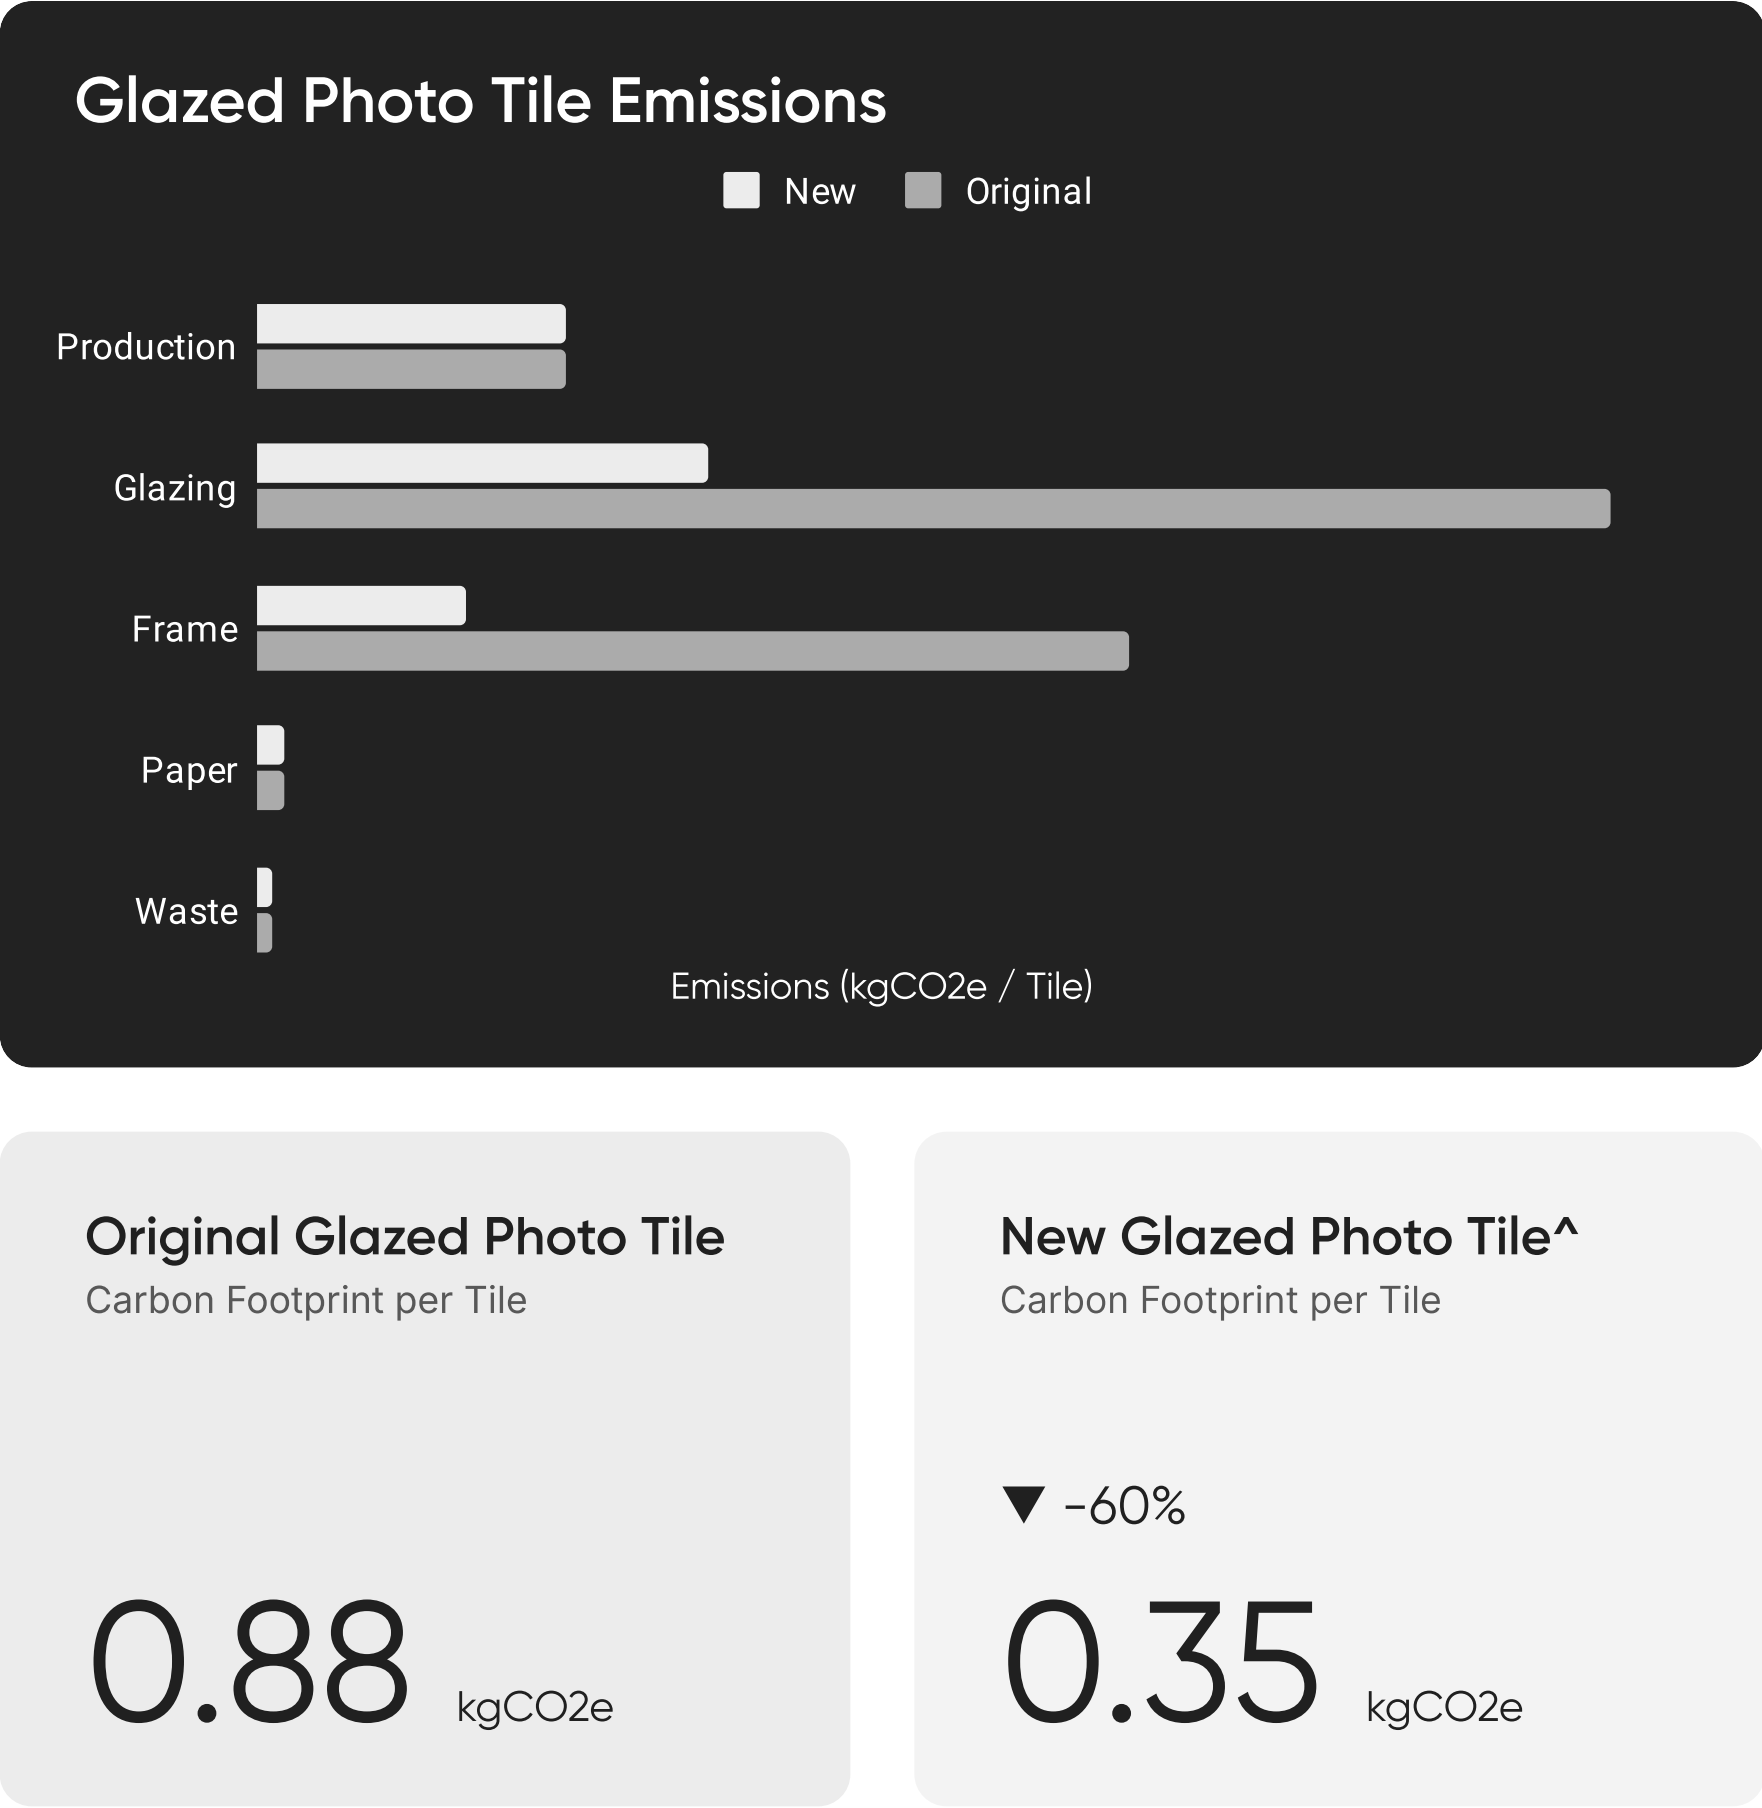 Glazed Photo Tile Emissions
New Original
Production
Glazing
Frame
Paper
Waste
Emissions (kgCO2e / Tile)
Original Glazed Photo Tile
Carbon Footprint per Tile
0.88 kgCO2e
New Glazed Photo Tile^
Carbon Footprint per Tile
-60%
0.35 kgCO2e